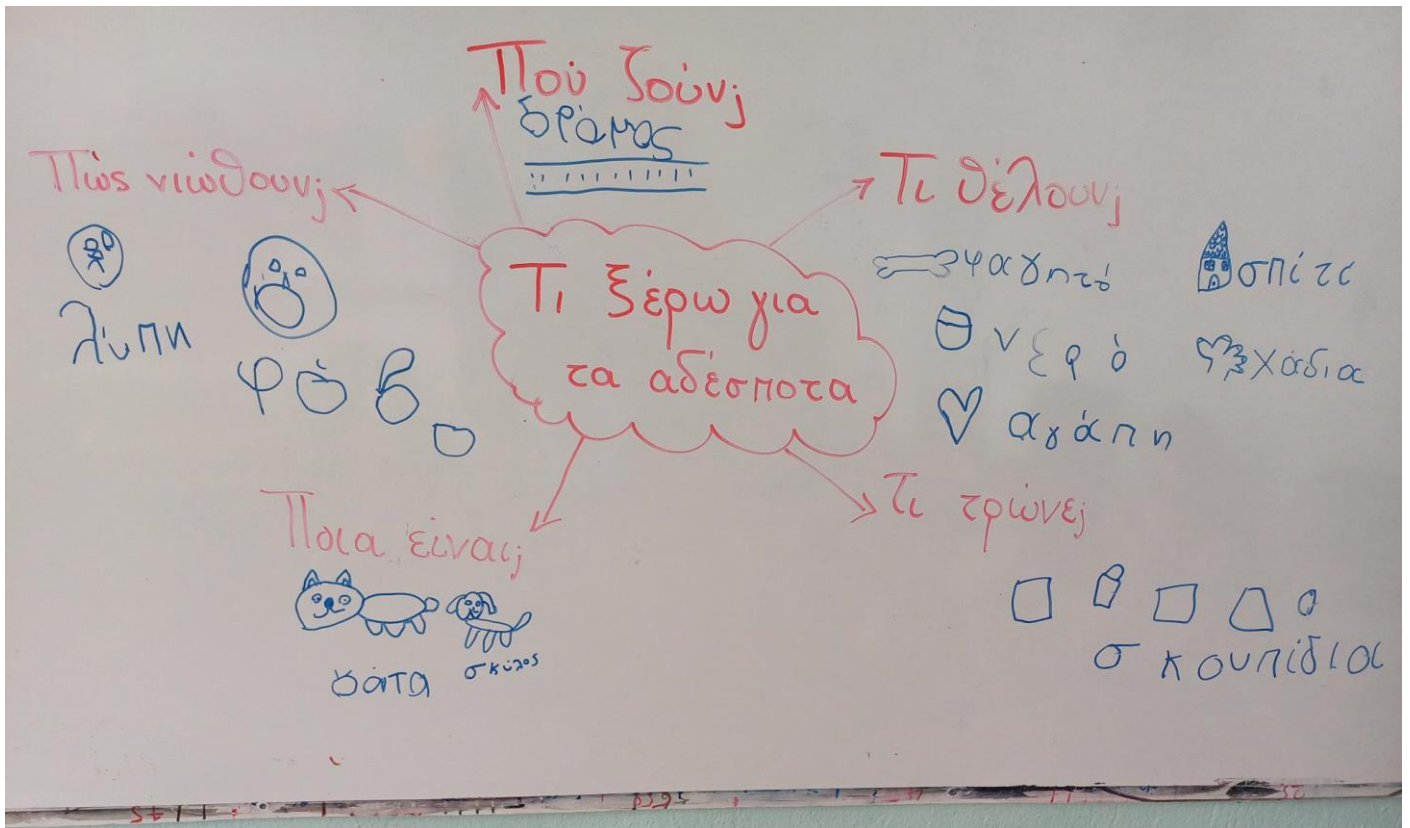 Πού ζούν;
δρόμος
Πώς νιώθουν;
λύπη
φόβο
Τι ξέρω για
τα αδέσποτα
Τι θέλουν;
φαγητό
σπίτι
νερό
χάδια
αγάπη
Ποια είναι;
γάτα
σκύλος
Τι τρώνε;
σκουπίδια